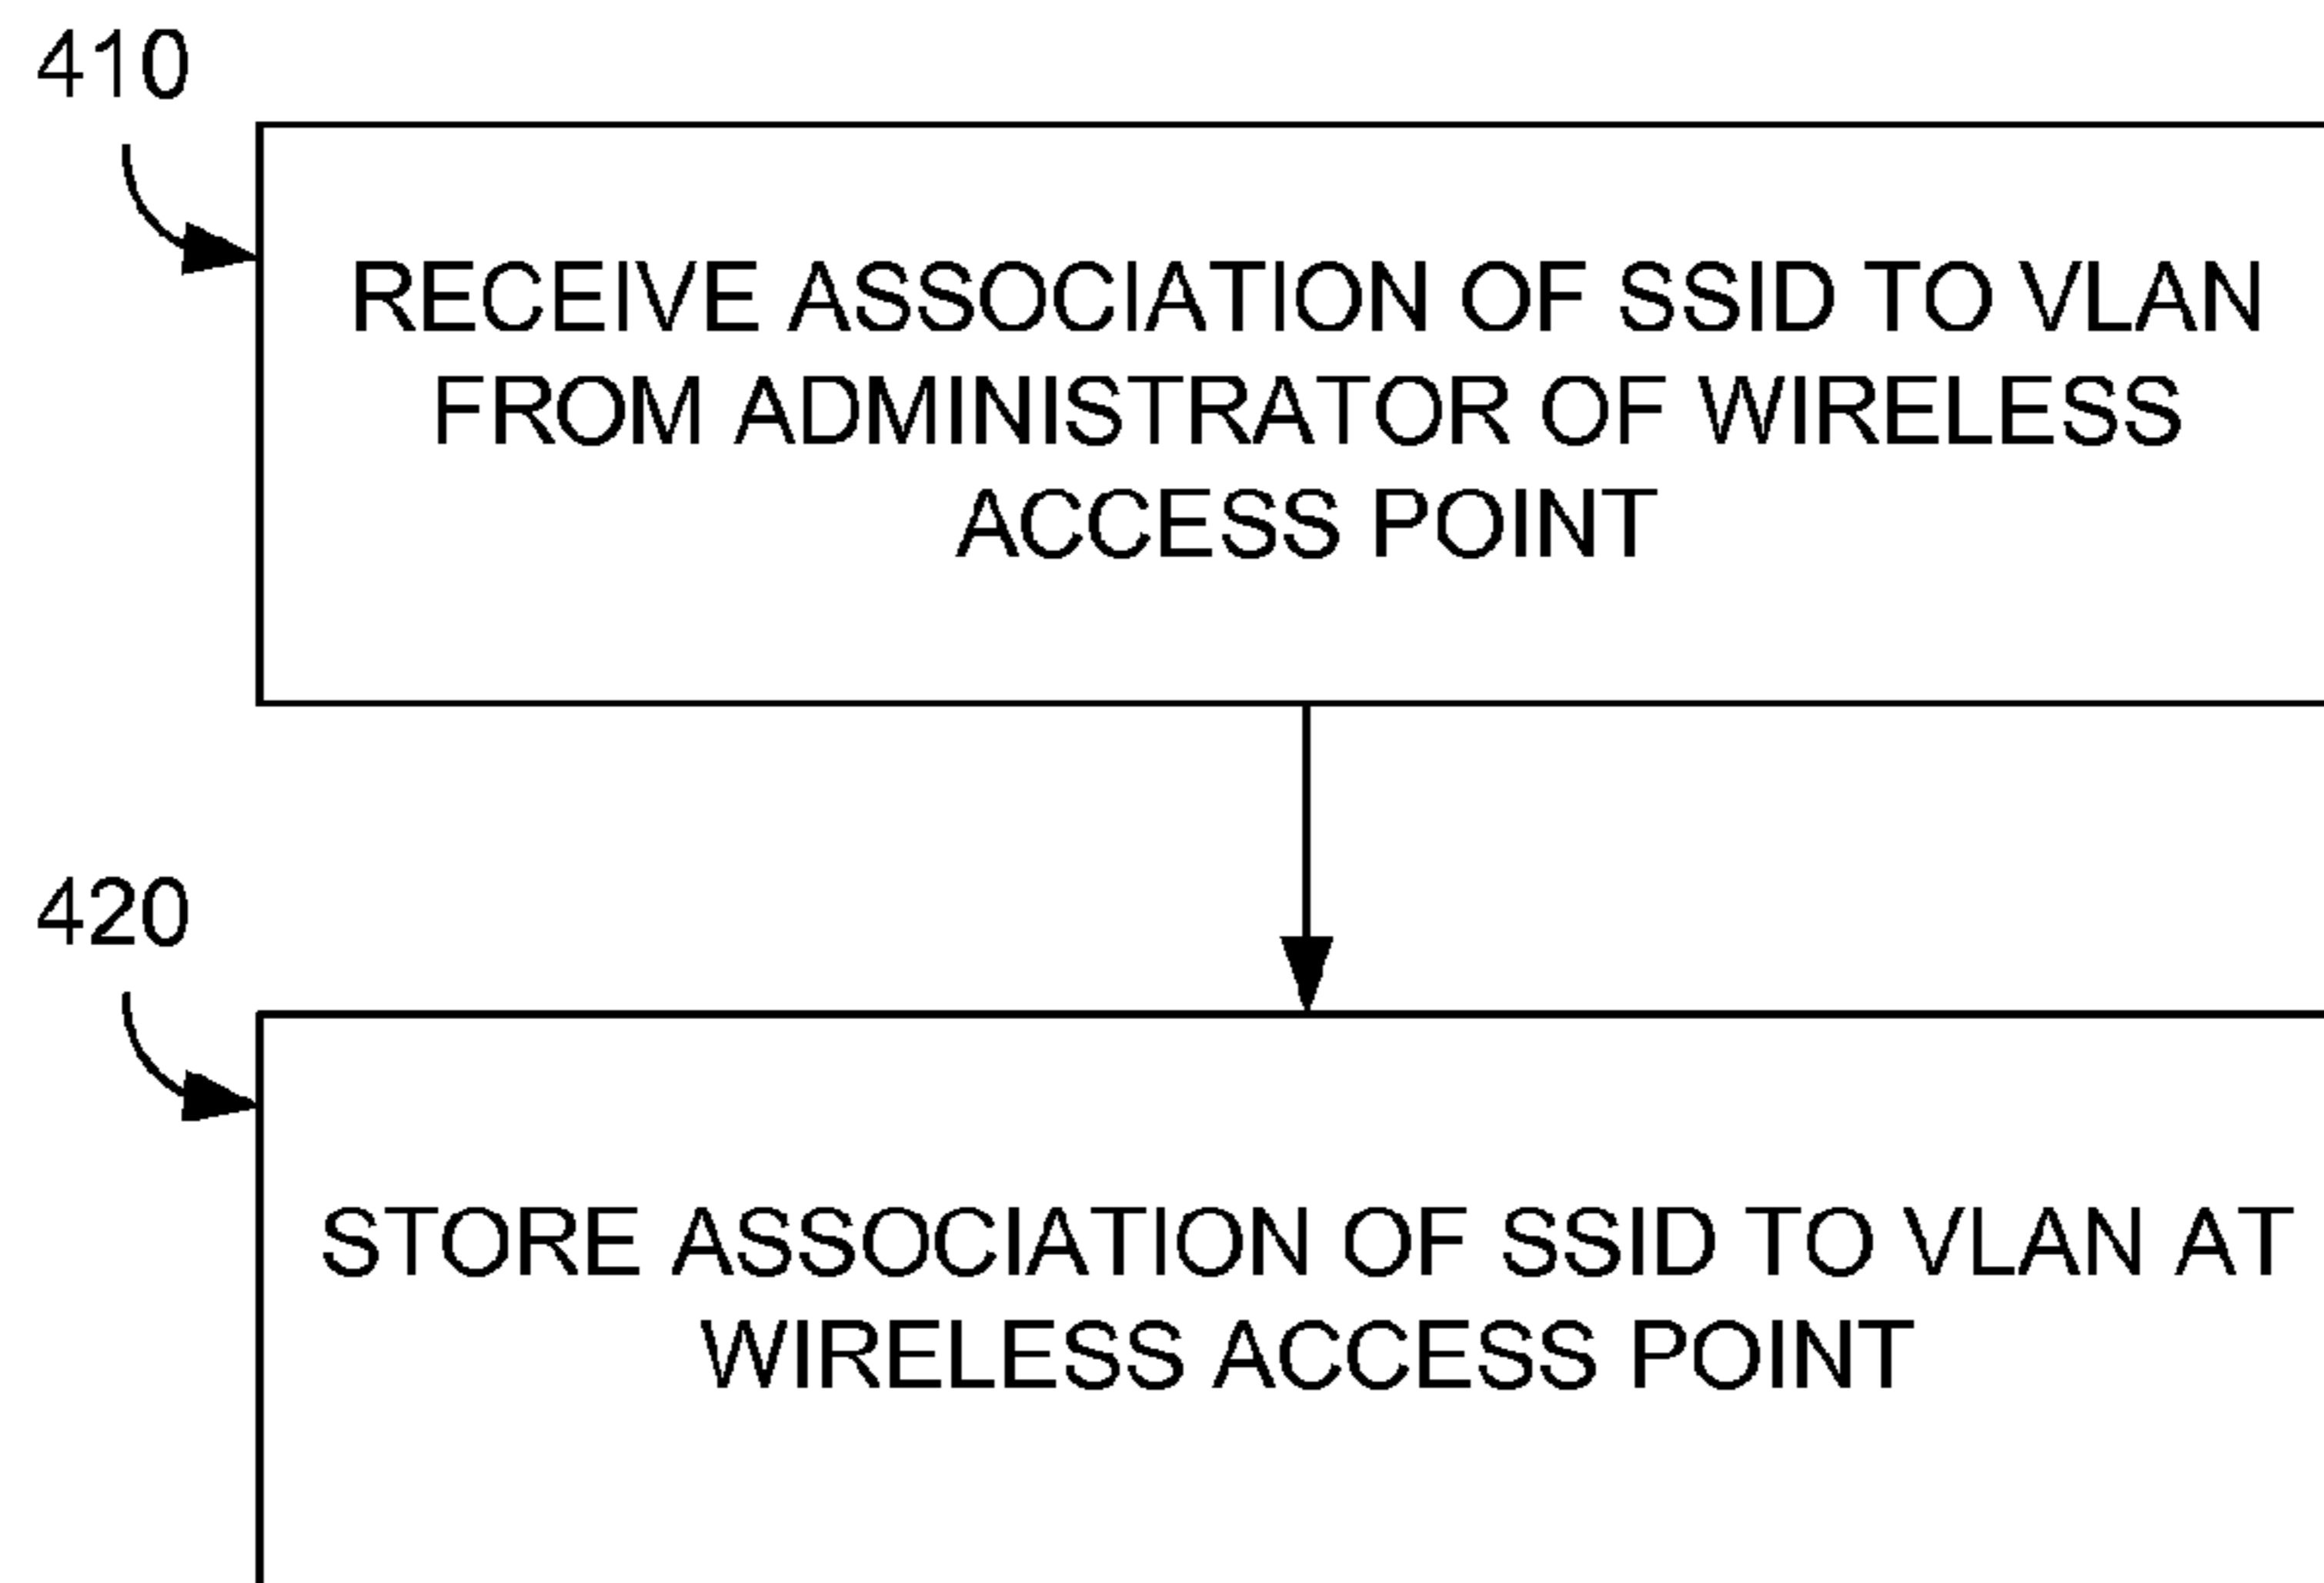 410
RECEIVE ASSOCIATION OF SSID TO VLAN
FROM ADMINISTRATOR OF WIRELESS
ACCESS POINT
420
STORE ASSOCIATION OF SSID TO VLAN AT
WIRELESS ACCESS POINT